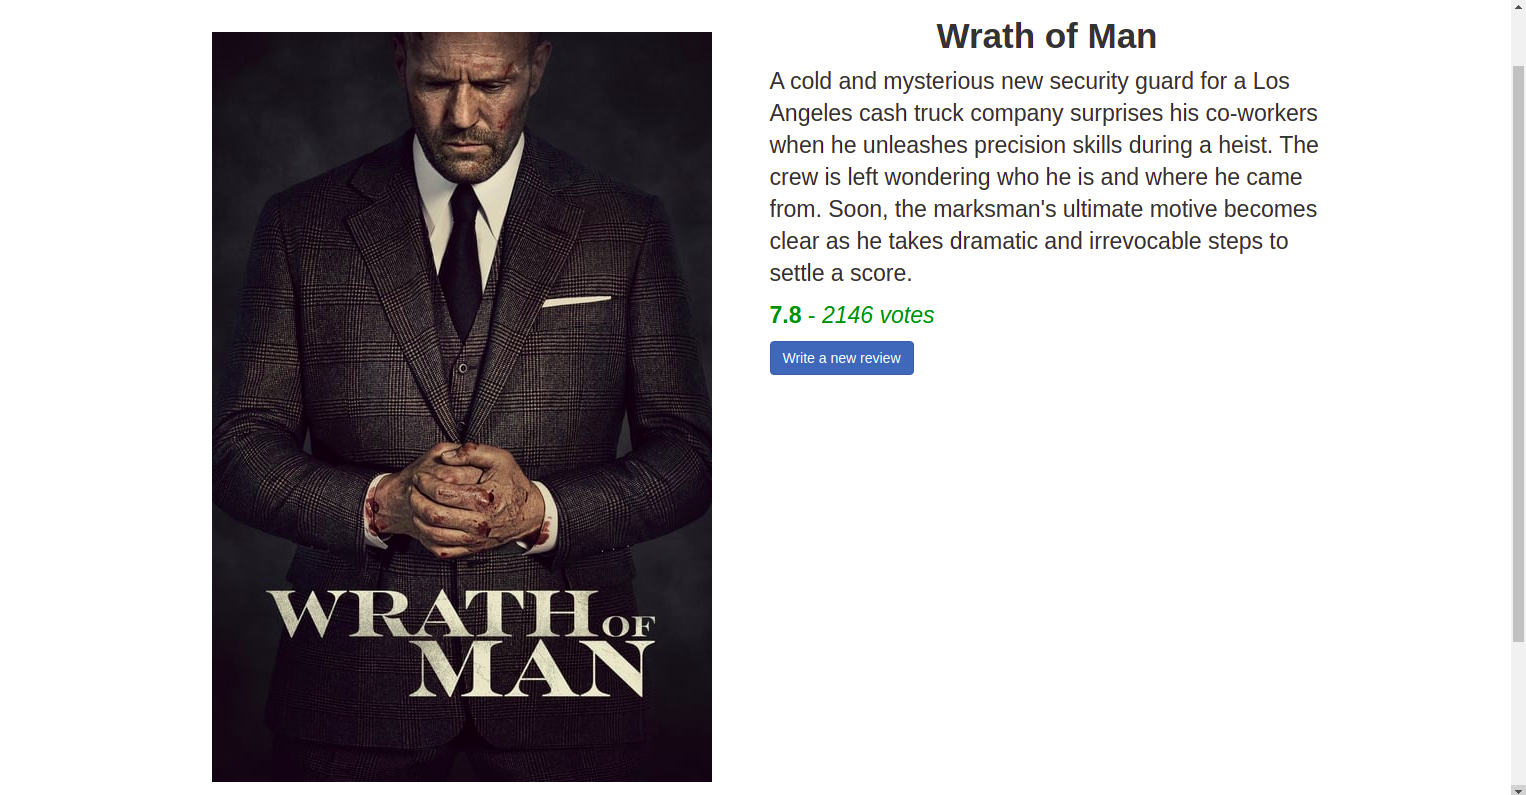 Wrath of Man
A cold and mysterious new security guard for a Los
Angeles cash truck company surprises his co-workers
when he unleashes precision skills during a heist. The
crew is left wondering who he is and where he came
from. Soon, the marksman's ultimate motive becomes
clear as he takes dramatic and irrevocable steps to
settle a score.
7.8 - 2146 votes
Write a new review
WRATH OF
MAN